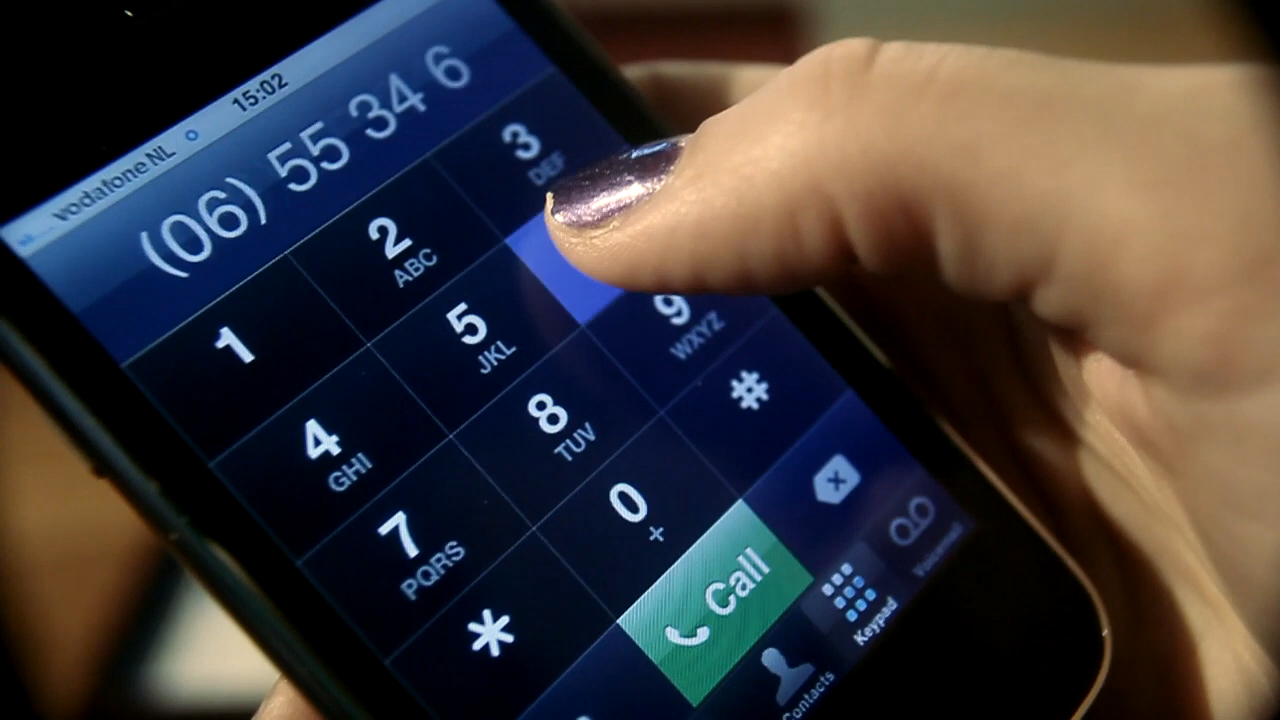 vodafone NL 15:02
(06) 55 34 6
1
2
ABC
3
DEF
4
GHI
5
JKL
7
PQRS
8
TUV
9
WXYZ
*
0
+
#
Call
Contacts
Keypad
Voicemail